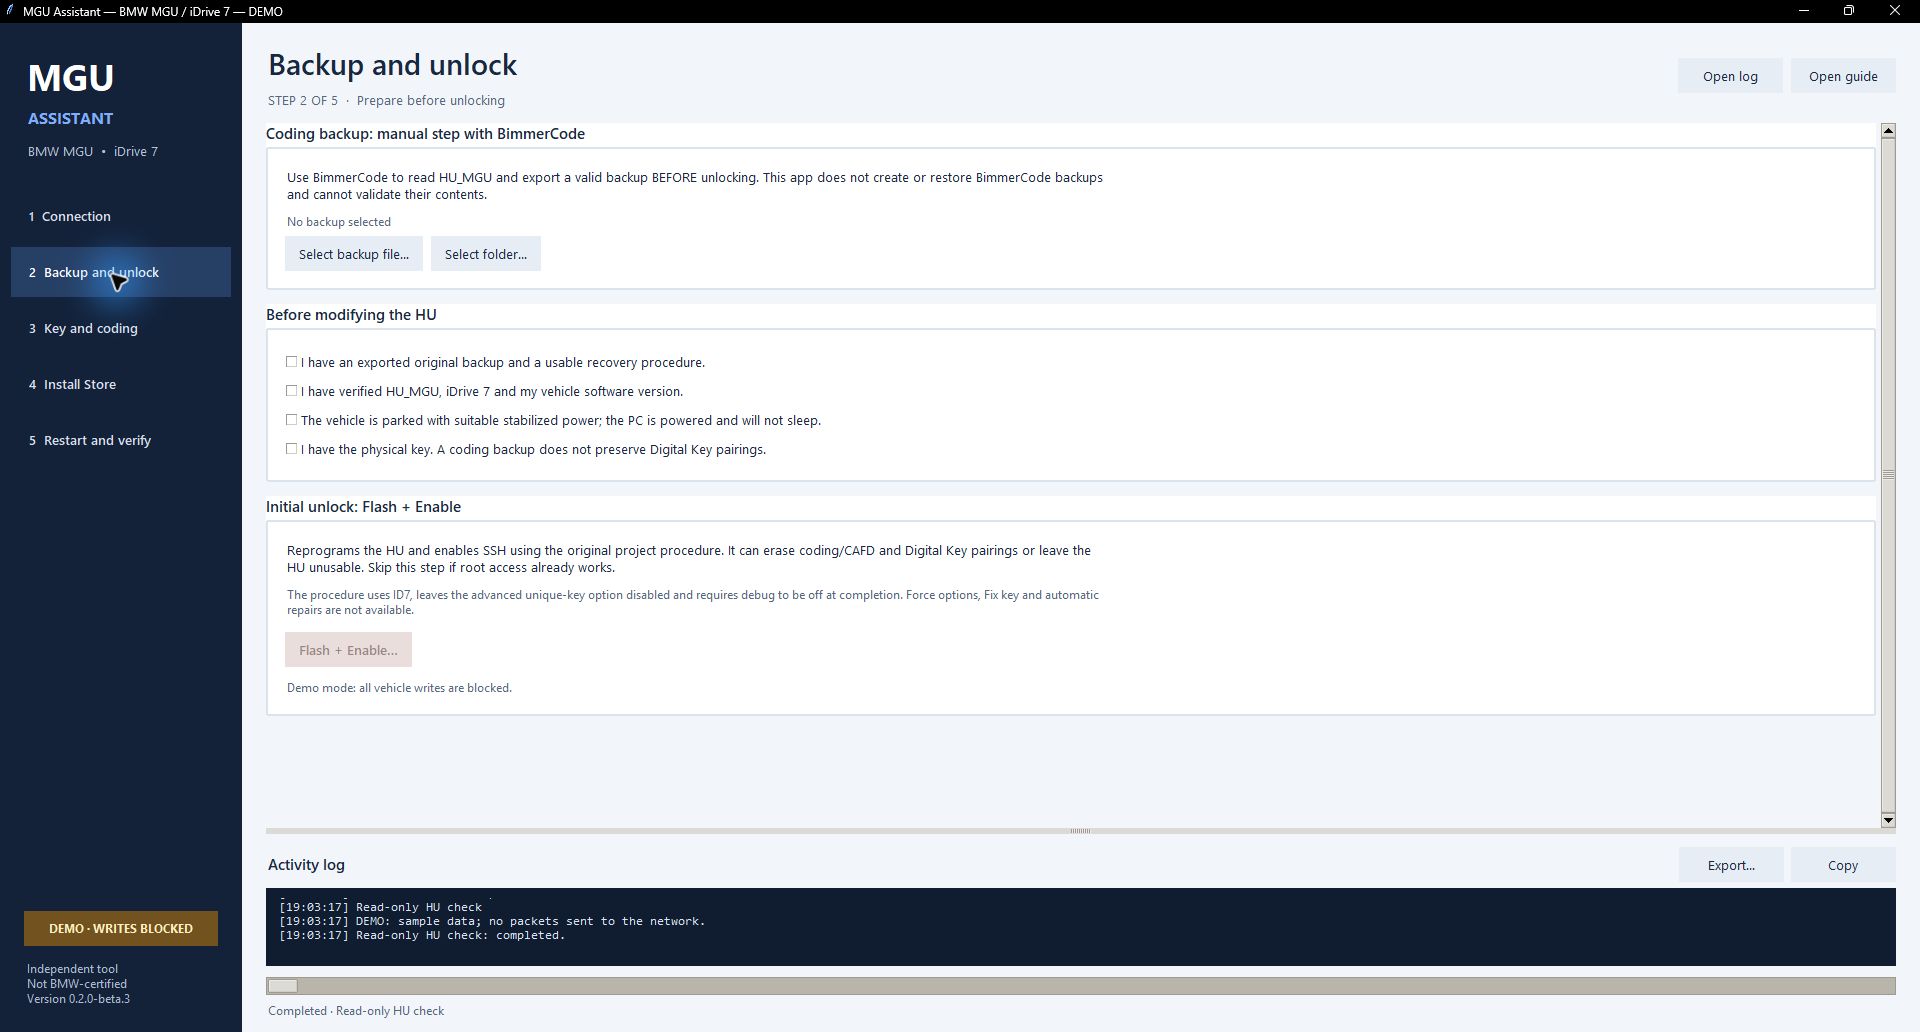 MGU Assistant — BMW MGU / iDrive 7 — DEMO
MGU
ASSISTANT
BMW MGU • iDrive 7
1 Connection
2 Backup and unlock
3 Key and coding
4 Install Store
5 Restart and verify
DEMO · WRITES BLOCKED
Independent tool
Not BMW-certified
Version 0.2.0-beta.3
Backup and unlock
STEP 2 OF 5 · Prepare before unlocking
Open log
Open guide
Coding backup: manual step with BimmerCode
Use BimmerCode to read HU_MGU and export a valid backup BEFORE unlocking. This app does not create or restore BimmerCode backups
and cannot validate their contents.
No backup selected
Select backup file...
Select folder...
Before modifying the HU
I have an exported original backup and a usable recovery procedure.
I have verified HU_MGU, iDrive 7 and my vehicle software version.
The vehicle is parked with suitable stabilized power; the PC is powered and will not sleep.
I have the physical key. A coding backup does not preserve Digital Key pairings.
Initial unlock: Flash + Enable
Reprograms the HU and enables SSH using the original project procedure. It can erase coding/CAFD and Digital Key pairings or leave the
HU unusable. Skip this step if root access already works.
The procedure uses ID7, leaves the advanced unique-key option disabled and requires debug to be off at completion. Force options, Fix key and automatic
repairs are not available.
Flash + Enable...
Demo mode: all vehicle writes are blocked.
Activity log
Export...
Copy
[19:03:17] Read-only HU check
[19:03:17] DEMO: sample data; no packets sent to the network.
[19:03:17] Read-only HU check: completed.
Completed · Read-only HU check